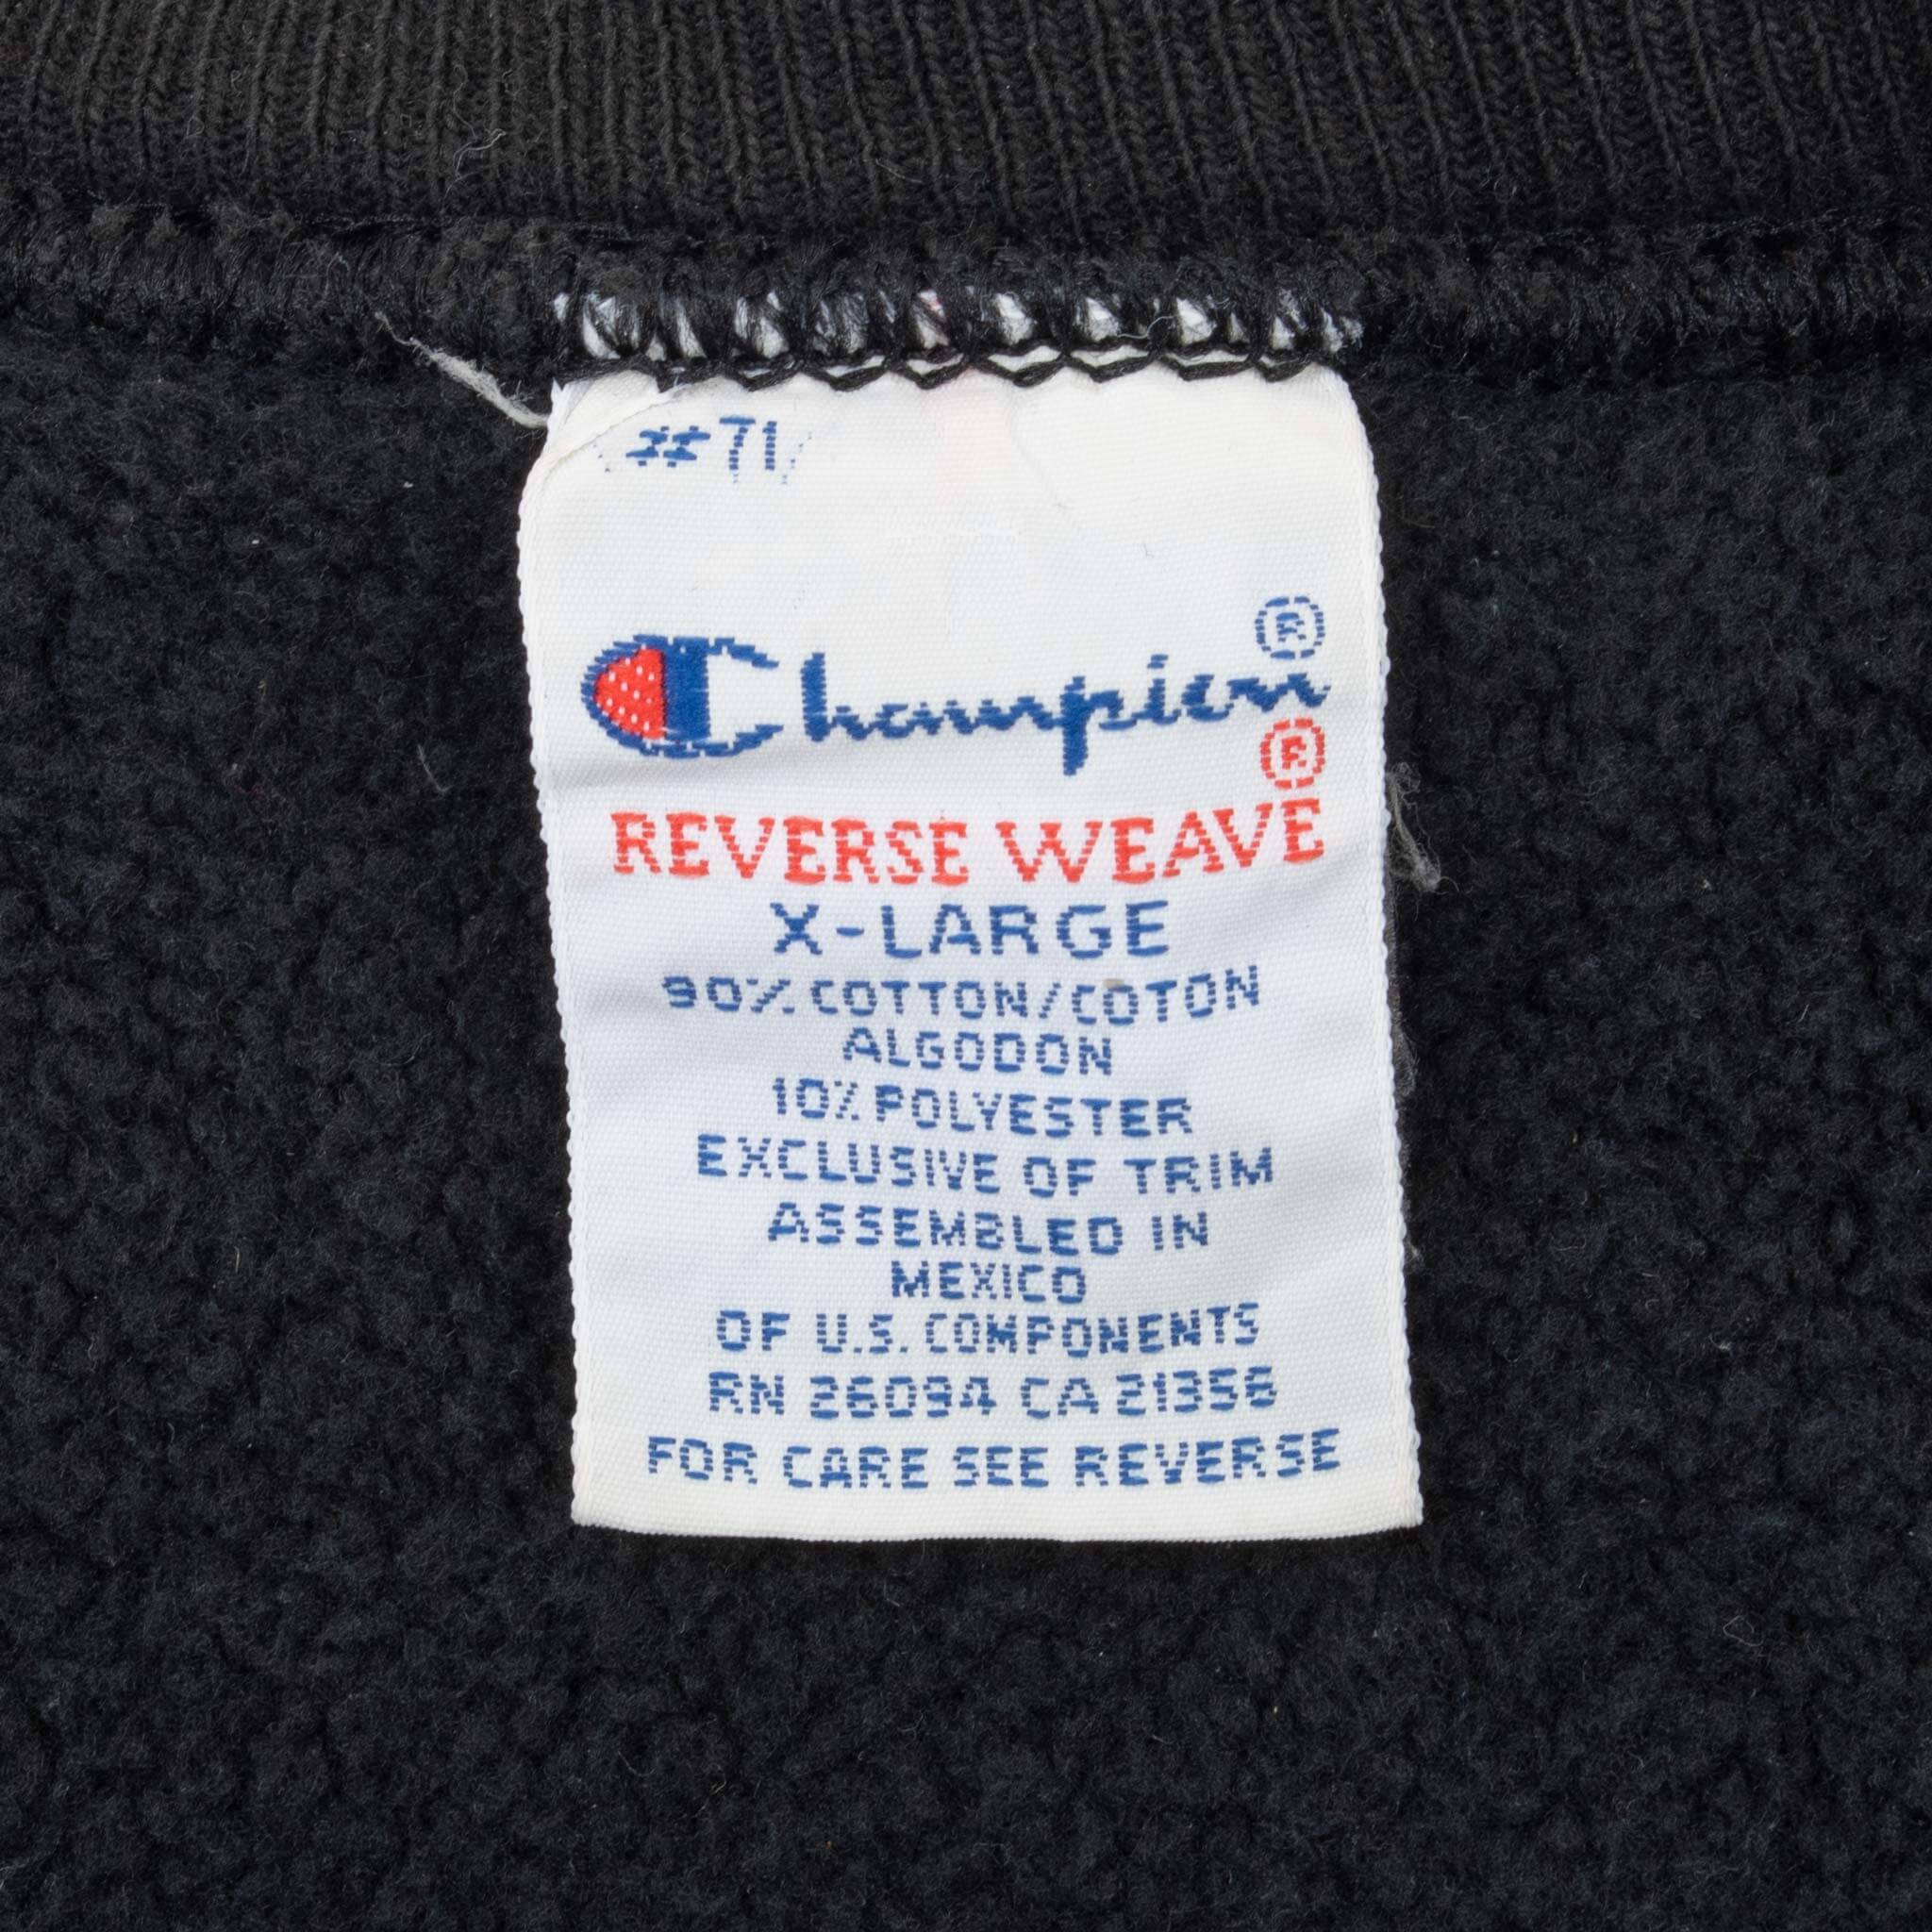 #71
Champion®
®
REVERSE WEAVE
X-LARGE
90% COTTON/COTON
ALGODON
10% POLYESTER
EXCLUSIVE OF TRIM
ASSEMBLED IN
MEXICO
OF U.S. COMPONENTS
RN 26094 CA 21356
FOR CARE SEE REVERSE